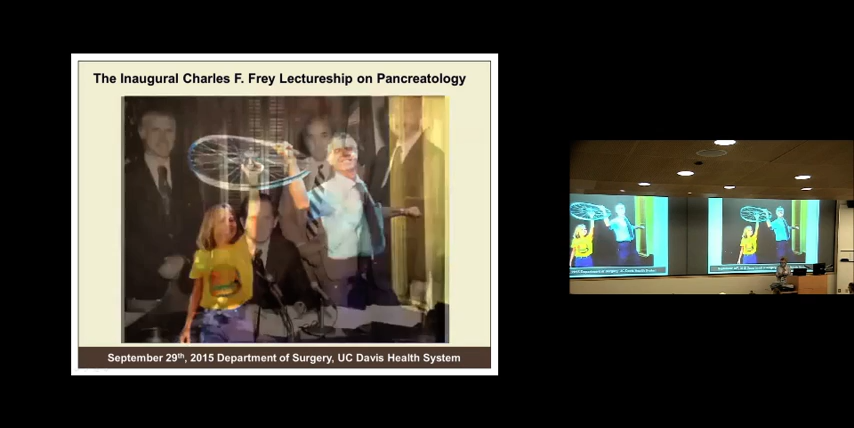 The Inaugural Charles F. Frey Lectureship on Pancreatology
September 29th, 2015 Department of Surgery, UC Davis Health System